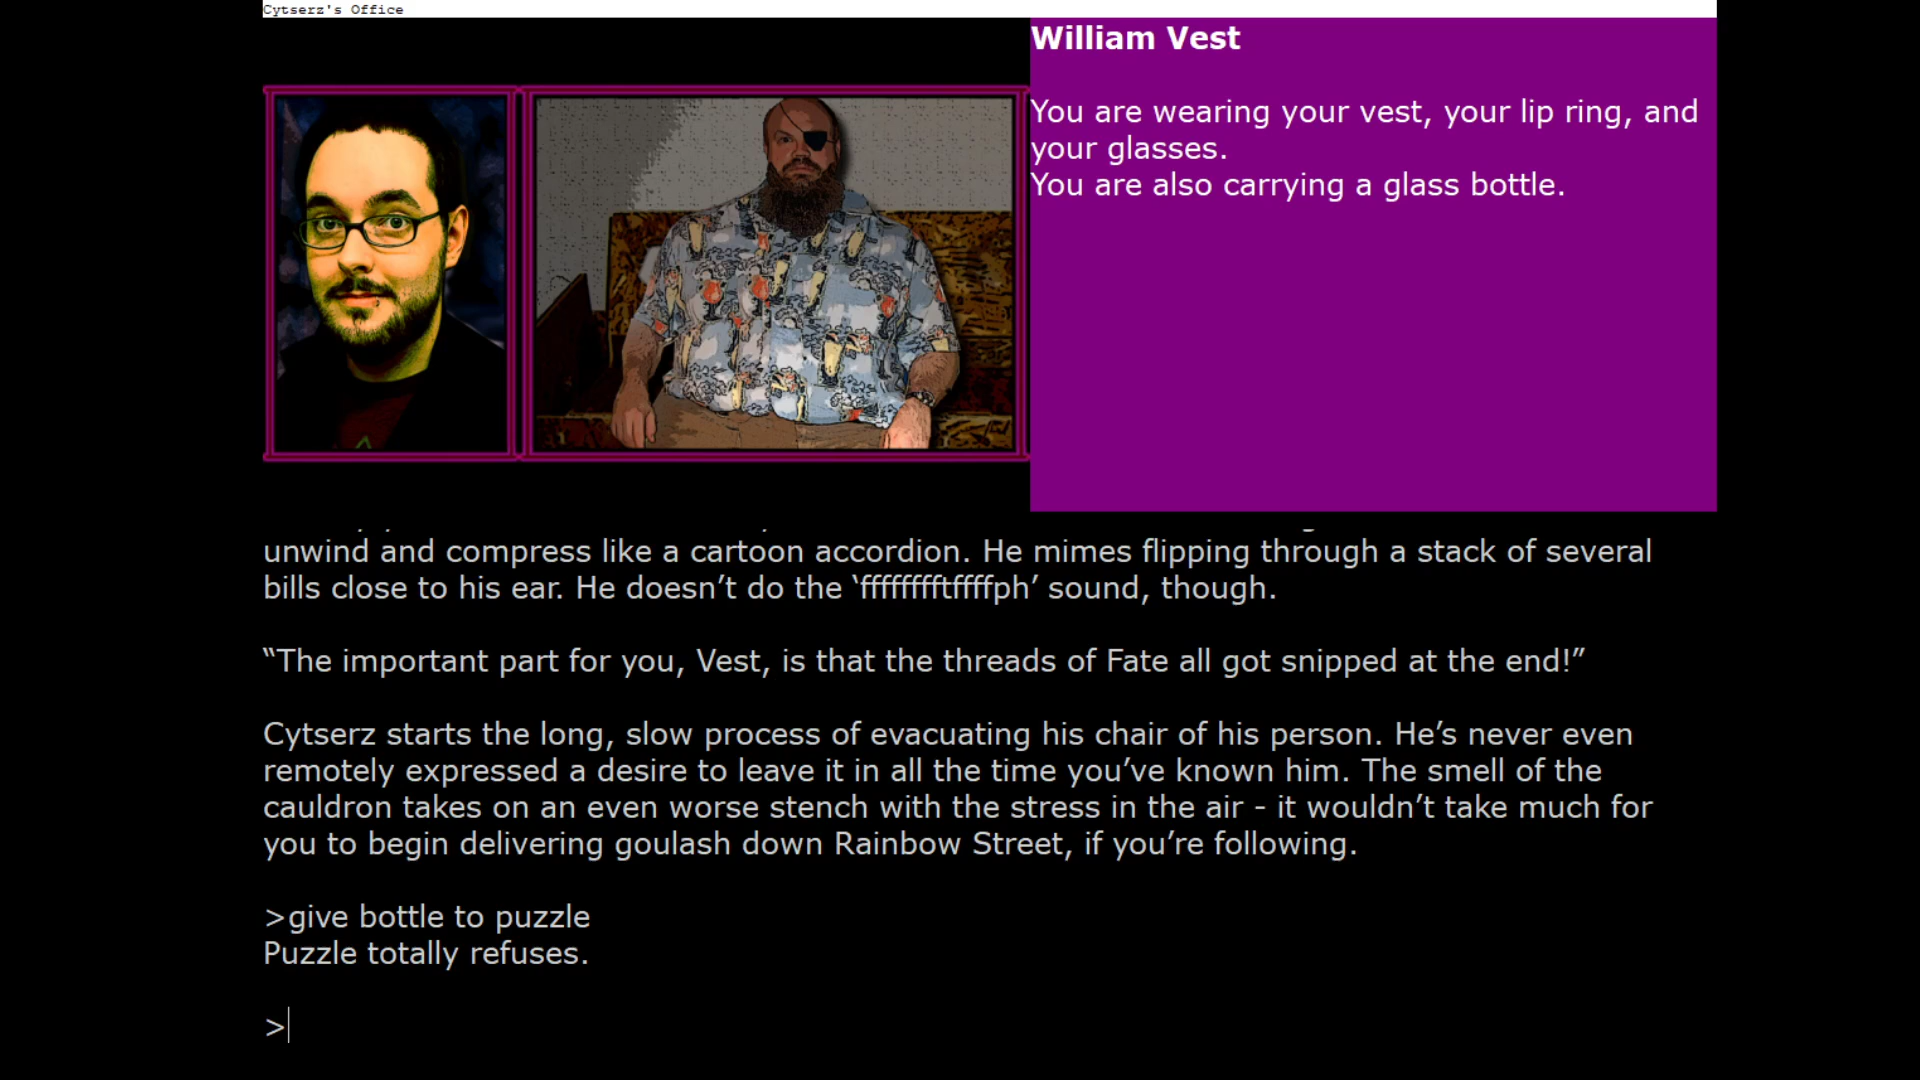 Cytserz's Office
William Vest
You are wearing your vest, your lip ring, and
your glasses.
You are also carrying a glass bottle.
unwind and compress like a cartoon accordion. He mimes flipping through a stack of several
bills close to his ear. He doesn’t do the ‘fffffffftffffph’ sound, though.
“The important part for you, Vest, is that the threads of Fate all got snipped at the end!”
Cytserz starts the long, slow process of evacuating his chair of his person. He’s never even
remotely expressed a desire to leave it in all the time you’ve known him. The smell of the
cauldron takes on an even worse stench with the stress in the air - it wouldn’t take much for
you to begin delivering goulash down Rainbow Street, if you’re following.
>give bottle to puzzle
Puzzle totally refuses.
>